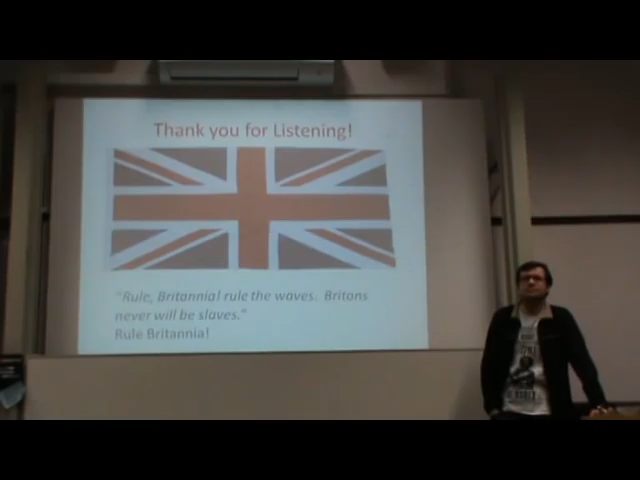 Thank you for Listening!
"Rule, Britannia! rule the waves.  Britons
never will be slaves."
Rule Britannia!